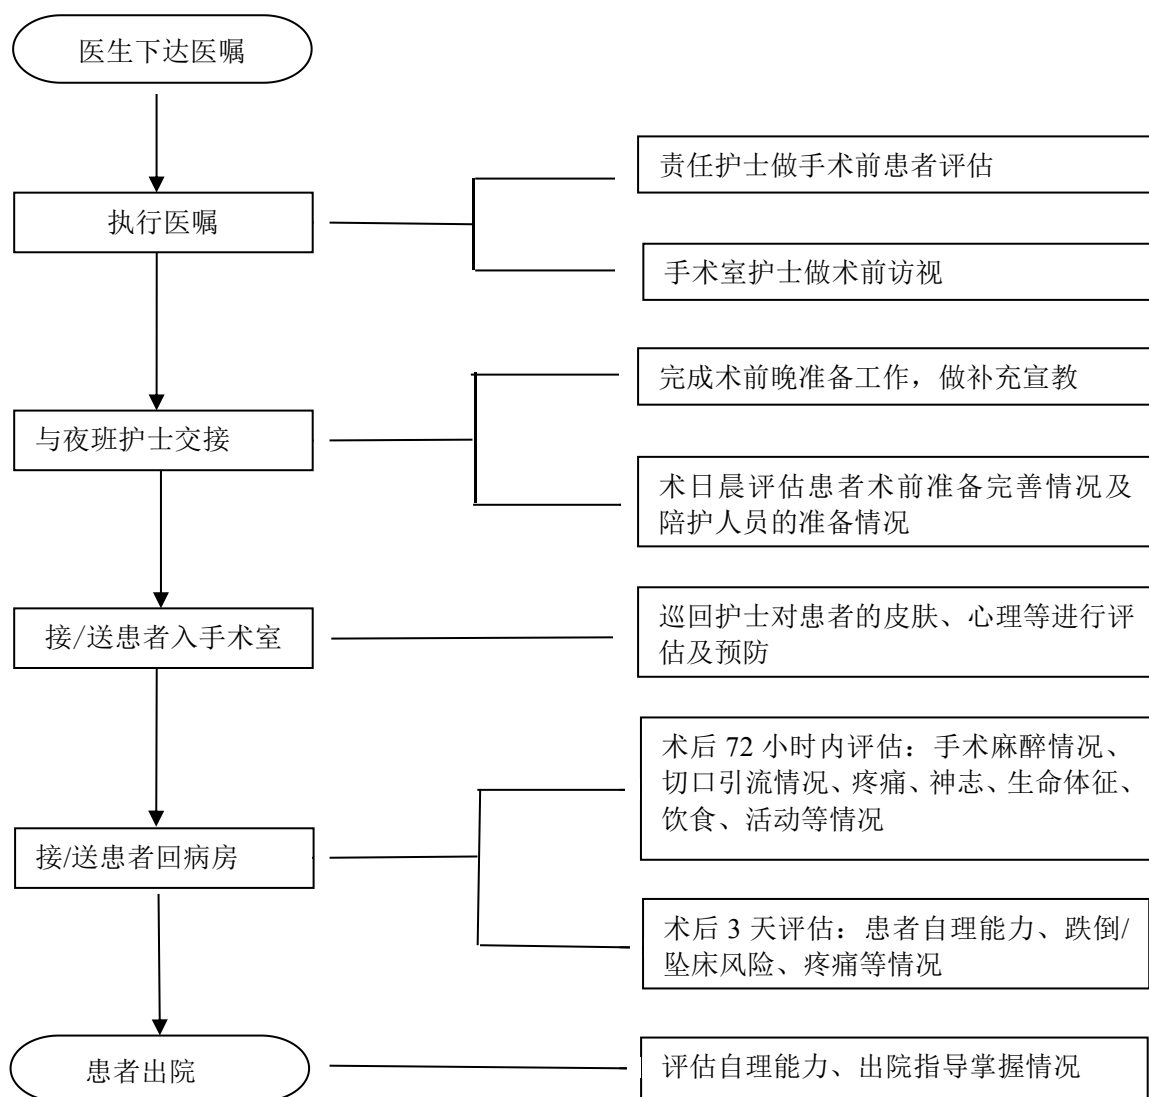 医生下达医嘱
责任护士做手术前患者评估
执行医嘱
手术室护士做术前访视
完成术前晚准备工作，做补充宣教
与夜班护士交接
术日晨评估患者术前准备完善情况及
陪护人员的准备情况
接/送患者入手术室
巡回护士对患者的皮肤、心理等进行评
估及预防
术后 72 小时内评估：手术麻醉情况、
切口引流情况、疼痛、神志、生命体征、
饮食、活动等情况
接/送患者回病房
术后 3 天评估：患者自理能力、跌倒/
坠床风险、疼痛等情况
患者出院
评估自理能力、出院指导掌握情况